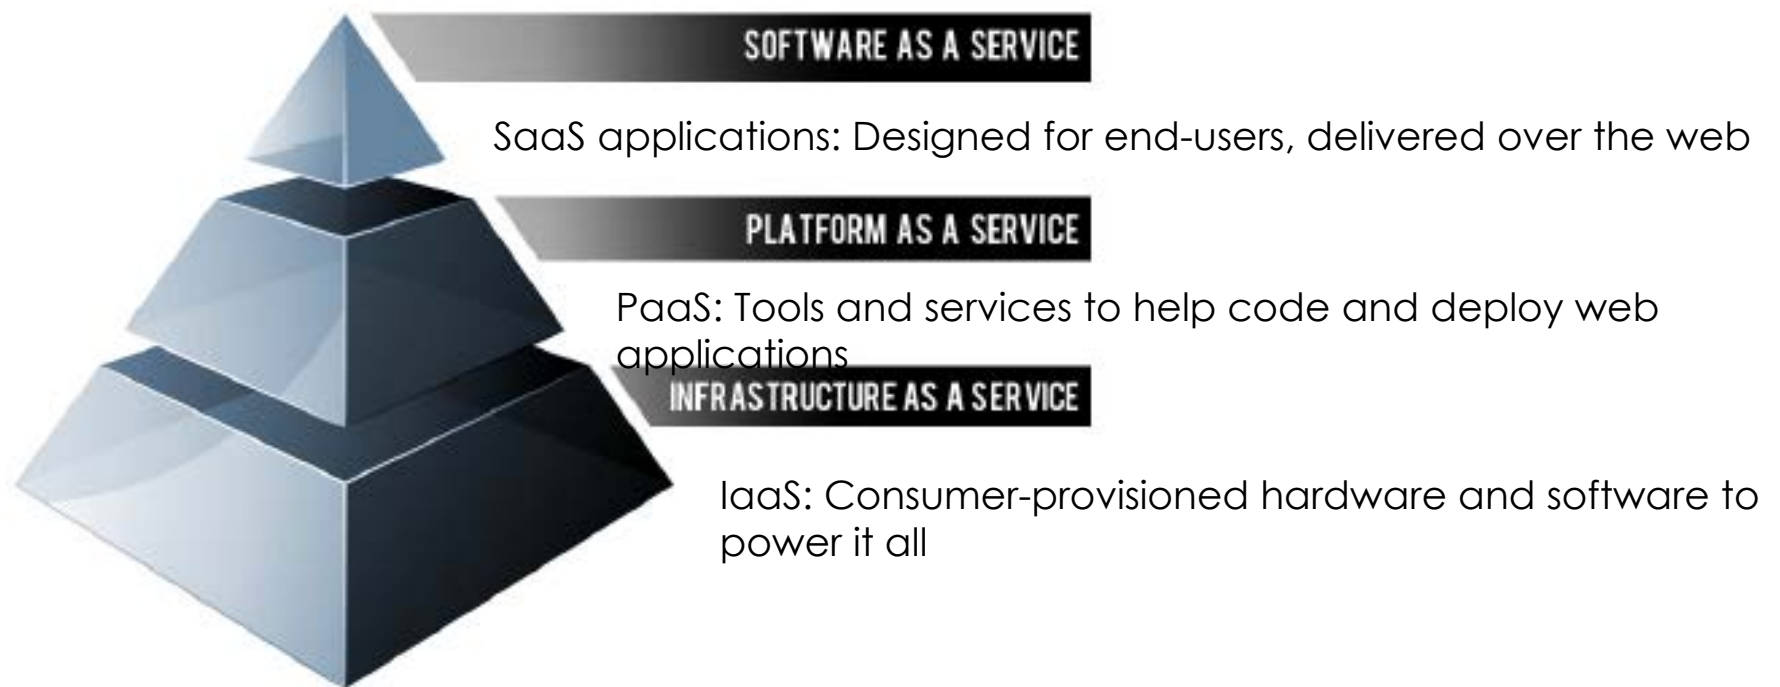 SOFTWARE AS A SERVICE
SaaS applications: Designed for end-users, delivered over the web
PLATFORM AS A SERVICE
PaaS: Tools and services to help code and deploy web
applications
INFRASTRUCTURE AS A SERVICE
IaaS: Consumer-provisioned hardware and software to
power it all